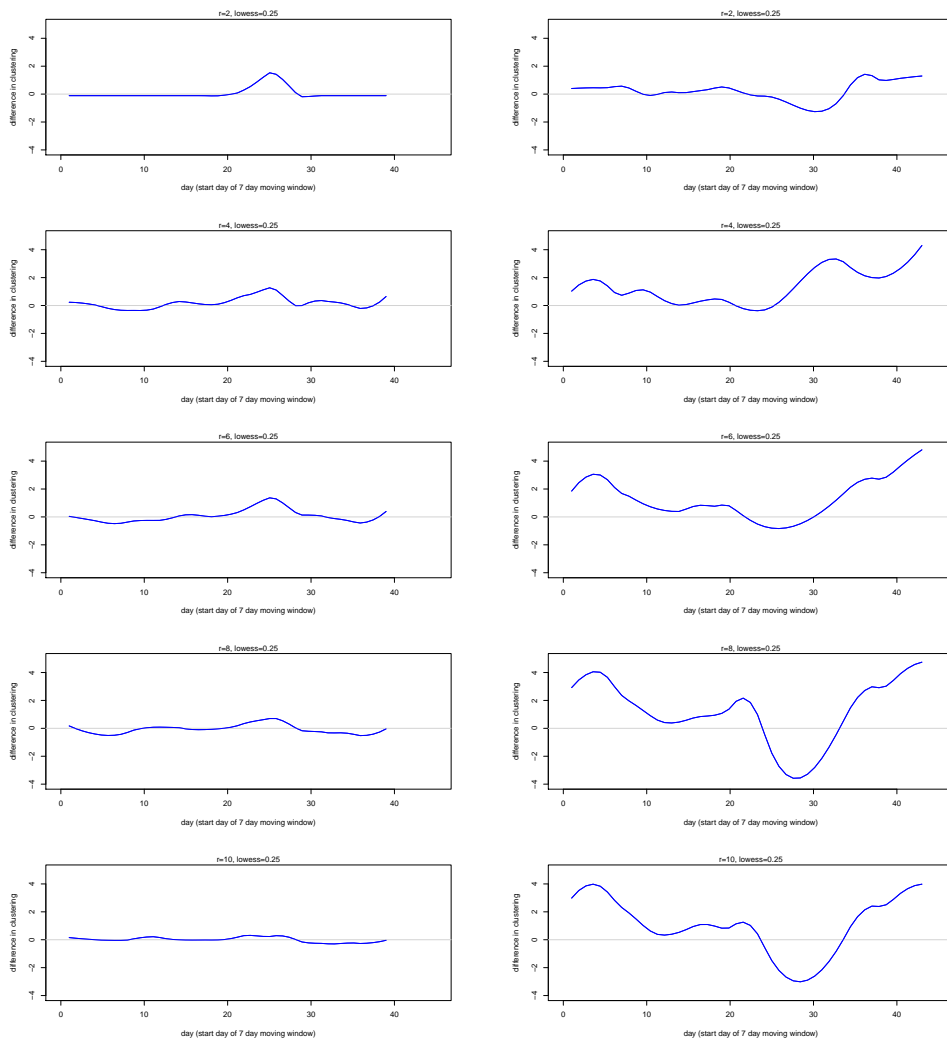 r=2, lowess=0.25
difference in clustering
4
2
0
−2
−4
0 10 20 30 40
day (start day of 7 day moving window)
r=2, lowess=0.25
difference in clustering
4
2
0
−2
−4
0 10 20 30 40
day (start day of 7 day moving window)
r=4, lowess=0.25
difference in clustering
4
2
0
−2
−4
0 10 20 30 40
day (start day of 7 day moving window)
r=4, lowess=0.25
difference in clustering
4
2
0
−2
−4
0 10 20 30 40
day (start day of 7 day moving window)
r=6, lowess=0.25
difference in clustering
4
2
0
−2
−4
0 10 20 30 40
day (start day of 7 day moving window)
r=6, lowess=0.25
difference in clustering
4
2
0
−2
−4
0 10 20 30 40
day (start day of 7 day moving window)
r=8, lowess=0.25
difference in clustering
4
2
0
−2
−4
0 10 20 30 40
day (start day of 7 day moving window)
r=8, lowess=0.25
difference in clustering
4
2
0
−2
−4
0 10 20 30 40
day (start day of 7 day moving window)
r=10, lowess=0.25
difference in clustering
4
2
0
−2
−4
0 10 20 30 40
day (start day of 7 day moving window)
r=10, lowess=0.25
difference in clustering
4
2
0
−2
−4
0 10 20 30 40
day (start day of 7 day moving window)